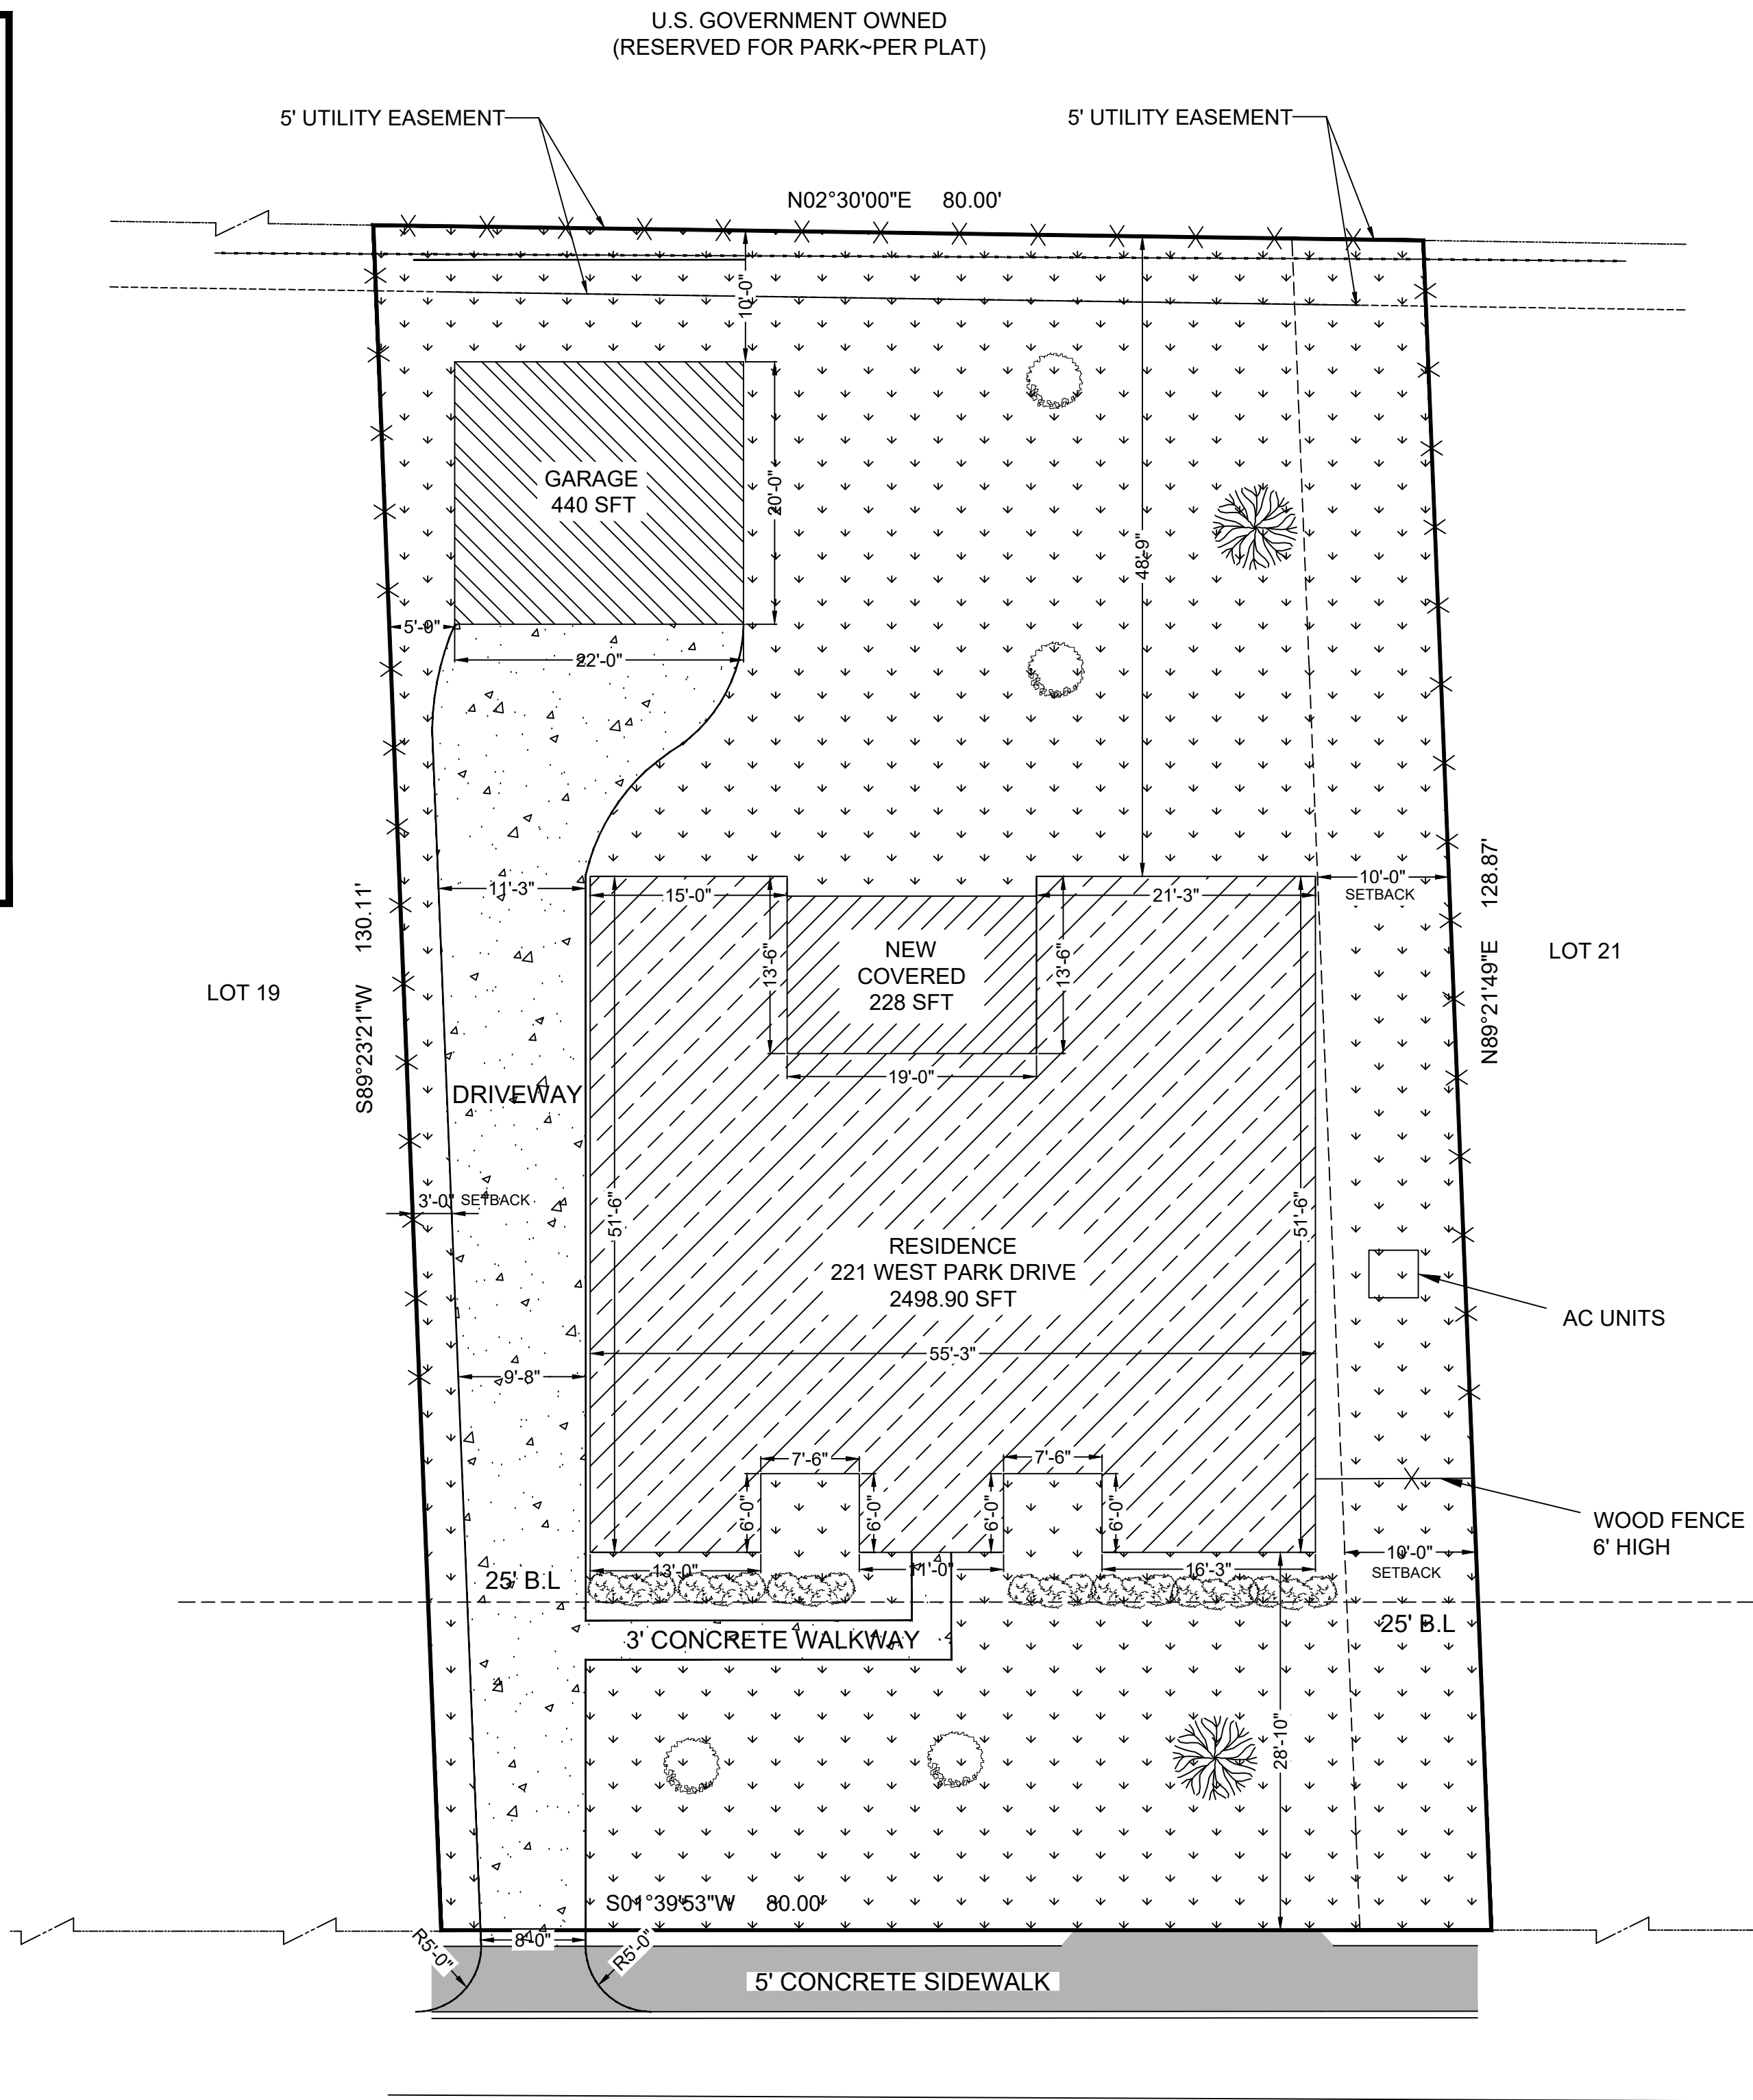 U.S. GOVERNMENT OWNED
(RESERVED FOR PARK~PER PLAT)
5' UTILITY EASEMENT
5' UTILITY EASEMENT
N02°30'00"E 80.00'
10'-0"
GARAGE
440 SFT
20'-0"
48'-9"
5'-0"
22'-0"
11'-3"
15'-0"
21'-3"
10'-0"
SETBACK
S89°23'21"W 130.11'
N89°21'49"E 128.87'
13'-6"
NEW
COVERED
228 SFT
13'-6"
LOT 19
LOT 21
19'-0"
DRIVEWAY
3'-0" SETBACK
51'-6"
51'-6"
RESIDENCE
221 WEST PARK DRIVE
2498.90 SFT
AC UNITS
55'-3"
9'-8"
7'-6"
7'-6"
6'-0"
6'-0"
6'-0"
6'-0"
WOOD FENCE
6' HIGH
13'-0"
11'-0"
16'-3"
10'-0"
SETBACK
25' B.L
25' B.L
3' CONCRETE WALKWAY
28'-10"
S01°39'53"W 80.00'
R5'-0"
8'-0"
R5'-0"
5' CONCRETE SIDEWALK